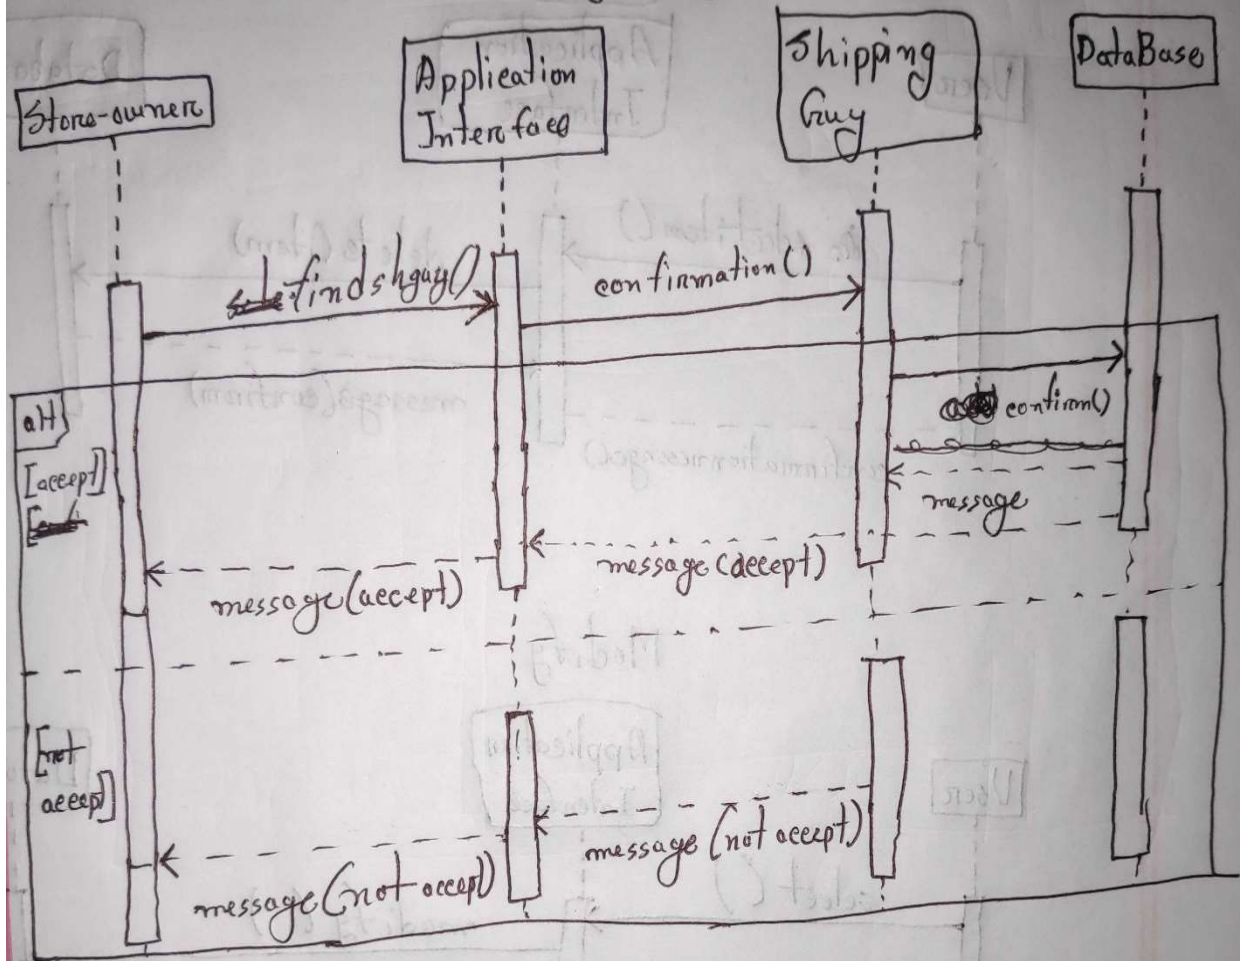 Store-owner
Application
Interface
Shipping
Guy
DataBase
findshguy()
confirmation()
alt
[accept]
confirm()
message
message(accept)
message(accept)
[not
accept]
message(not accept)
message(not accept)